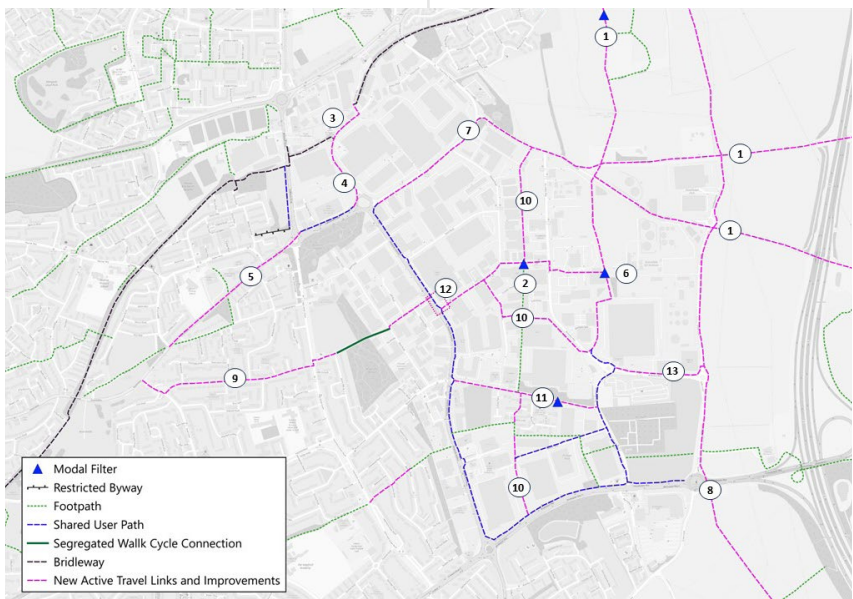 1
3
7
4
1
10
1
5
6
2
12
10
13
9
11
10
8
Modal Filter
Restricted Byway
Footpath
Shared User Path
Segregated Wallk Cycle Connection
Bridleway
New Active Travel Links and Improvements